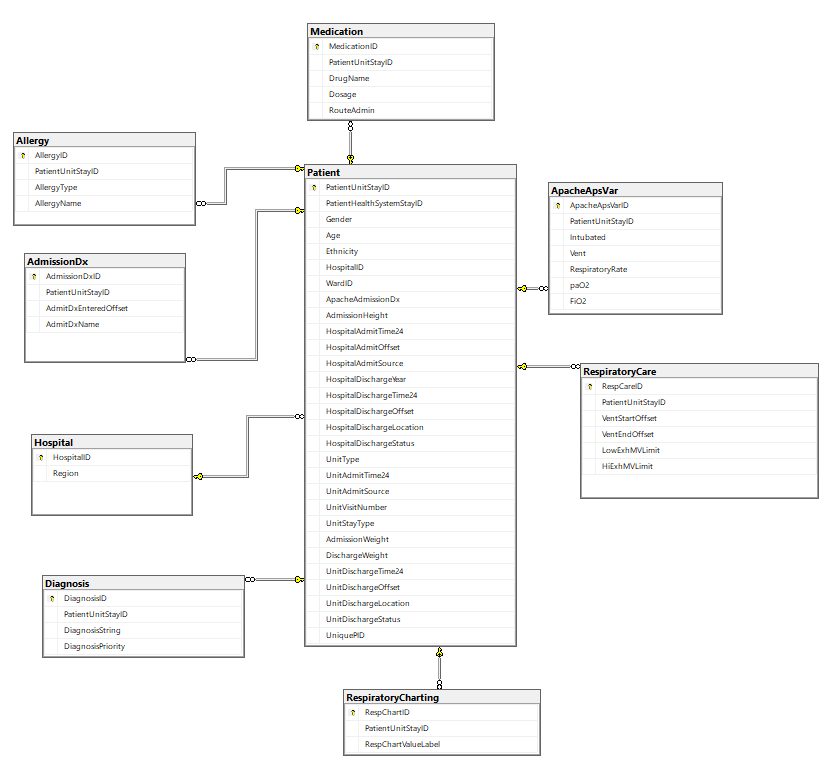 Medication
MedicationID
PatientUnitStayID
DrugName
Dosage
RouteAdmin
Allergy
AllergyID
PatientUnitStayID
AllergyType
AllergyName
AdmissionDx
AdmissionDxID
PatientUnitStayID
AdmitDxEnteredOffset
AdmitDxName
Hospital
HospitalID
Region
Diagnosis
DiagnosisID
PatientUnitStayID
DiagnosisString
DiagnosisPriority
Patient
PatientUnitStayID
PatientHealthSystemStayID
Gender
Age
Ethnicity
HospitalID
WardID
ApacheAdmissionDx
AdmissionHeight
HospitalAdmitTime24
HospitalAdmitOffset
HospitalAdmitSource
HospitalDischargeYear
HospitalDischargeTime24
HospitalDischargeOffset
HospitalDischargeLocation
HospitalDischargeStatus
UnitType
UnitAdmitTime24
UnitAdmitSource
UnitVisitNumber
UnitStayType
AdmissionWeight
DischargeWeight
UnitDischargeTime24
UnitDischargeOffset
UnitDischargeLocation
UnitDischargeStatus
UniquePID
ApacheApsVar
ApacheApsVarID
PatientUnitStayID
Intubated
Vent
RespiratoryRate
paO2
FiO2
RespiratoryCare
RespCareID
PatientUnitStayID
VentStartOffset
VentEndOffset
LowExhMVLimit
HiExhMVLimit
RespiratoryCharting
RespChartID
PatientUnitStayID
RespChartValueLabel